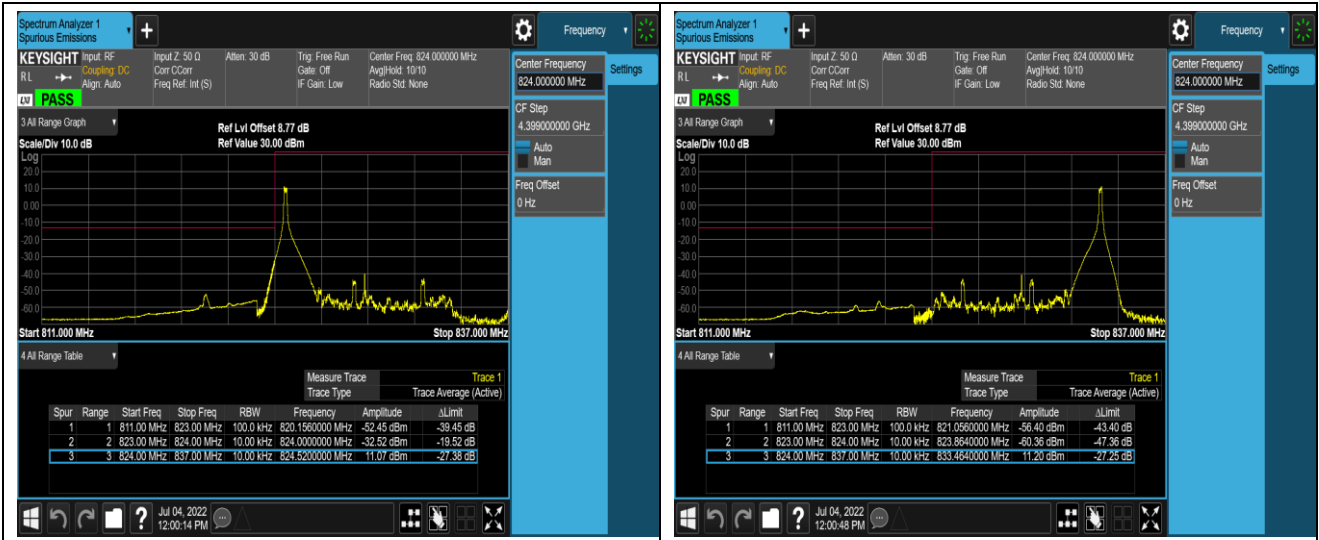 Spectrum Analyzer 1
Spurious Emissions
+
Frequency
KEYSIGHT Input: RF Input Z: 50 Ω Atten: 30 dB Trig: Free Run Center Freq: 824.000000 MHz
RL Coupling: DC Corr CCorr Gate: Off Avg|Hold: 10/10
Align: Auto Freq Ref: Int (S) IF Gain: Low Radio Std: None
LXI PASS
Center Frequency
824.000000 MHz
Settings
CF Step
4.399000000 GHz
Auto
Man
Freq Offset
0 Hz
3 All Range Graph
Ref Lvl Offset 8.77 dB
Scale/Div 10.0 dB Ref Value 30.00 dBm
Log
20.0
10.0
0.00
-10.0
-20.0
-30.0
-40.0
-50.0
-60.0
Start 811.000 MHz Stop 837.000 MHz
4 All Range Table
Measure Trace Trace 1
Trace Type Trace Average (Active)
Spur Range Start Freq Stop Freq RBW Frequency Amplitude ΔLimit
1 1 811.00 MHz 823.00 MHz 100.0 kHz 820.1560000 MHz -52.45 dBm -39.45 dB
2 2 823.00 MHz 824.00 MHz 10.00 kHz 824.0000000 MHz -32.52 dBm -19.52 dB
3 3 824.00 MHz 837.00 MHz 10.00 kHz 824.5200000 MHz 11.07 dBm -27.38 dB
?
Jul 04, 2022
12:00:14 PM
Spectrum Analyzer 1
Spurious Emissions
+
Frequency
KEYSIGHT Input: RF Input Z: 50 Ω Atten: 30 dB Trig: Free Run Center Freq: 824.000000 MHz
RL Coupling: DC Corr CCorr Gate: Off Avg|Hold: 10/10
Align: Auto Freq Ref: Int (S) IF Gain: Low Radio Std: None
LXI PASS
Center Frequency
824.000000 MHz
Settings
CF Step
4.399000000 GHz
Auto
Man
Freq Offset
0 Hz
3 All Range Graph
Ref Lvl Offset 8.77 dB
Scale/Div 10.0 dB Ref Value 30.00 dBm
Log
20.0
10.0
0.00
-10.0
-20.0
-30.0
-40.0
-50.0
-60.0
Start 811.000 MHz Stop 837.000 MHz
4 All Range Table
Measure Trace Trace 1
Trace Type Trace Average (Active)
Spur Range Start Freq Stop Freq RBW Frequency Amplitude ΔLimit
1 1 811.00 MHz 823.00 MHz 100.0 kHz 821.0560000 MHz -56.40 dBm -43.40 dB
2 2 823.00 MHz 824.00 MHz 10.00 kHz 823.8640000 MHz -60.36 dBm -47.36 dB
3 3 824.00 MHz 837.00 MHz 10.00 kHz 833.4640000 MHz 11.20 dBm -27.25 dB
?
Jul 04, 2022
12:00:48 PM